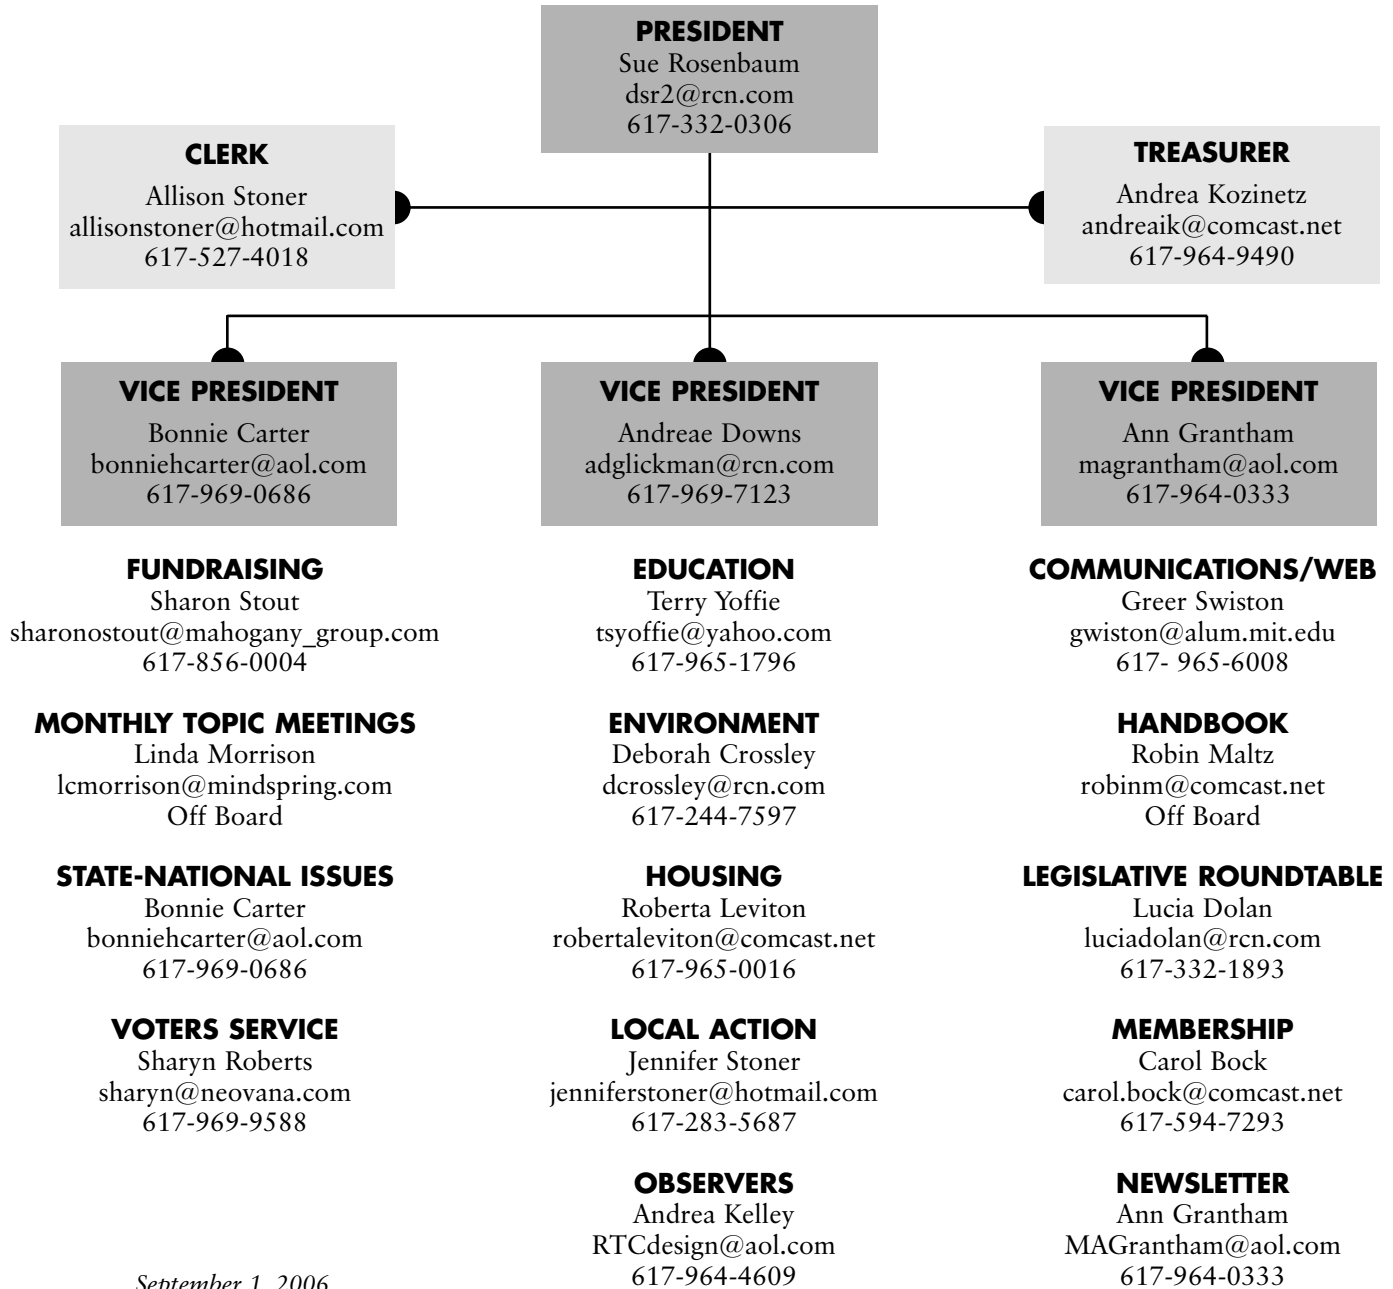 PRESIDENT
Sue Rosenbaum
dsr2@rcn.com
617-332-0306
CLERK
Allison Stoner
allisonstoner@hotmail.com
617-527-4018
TREASURER
Andrea Kozinetz
andreaik@comcast.net
617-964-9490
VICE PRESIDENT
Bonnie Carter
bonniehcarter@aol.com
617-969-0686
FUNDRAISING
Sharon Stout
sharonostout@mahogany_group.com
617-856-0004
MONTHLY TOPIC MEETINGS
Linda Morrison
lcmorrison@mindspring.com
Off Board
STATE-NATIONAL ISSUES
Bonnie Carter
bonniehcarter@aol.com
617-969-0686
VOTERS SERVICE
Sharyn Roberts
sharyn@neovana.com
617-969-9588
September 1, 2006
VICE PRESIDENT
Andreae Downs
adglickman@rcn.com
617-969-7123
EDUCATION
Terry Yoffie
tsyoffie@yahoo.com
617-965-1796
ENVIRONMENT
Deborah Crossley
dcrossley@rcn.com
617-244-7597
HOUSING
Roberta Leviton
robertaleviton@comcast.net
617-965-0016
LOCAL ACTION
Jennifer Stoner
jenniferstoner@hotmail.com
617-283-5687
OBSERVERS
Andrea Kelley
RTCdesign@aol.com
617-964-4609
VICE PRESIDENT
Ann Grantham
magrantham@aol.com
617-964-0333
COMMUNICATIONS/WEB
Greer Swiston
gwiston@alum.mit.edu
617- 965-6008
HANDBOOK
Robin Maltz
robinm@comcast.net
Off Board
LEGISLATIVE ROUNDTABLE
Lucia Dolan
luciadolan@rcn.com
617-332-1893
MEMBERSHIP
Carol Bock
carol.bock@comcast.net
617-594-7293
NEWSLETTER
Ann Grantham
MAGrantham@aol.com
617-964-0333